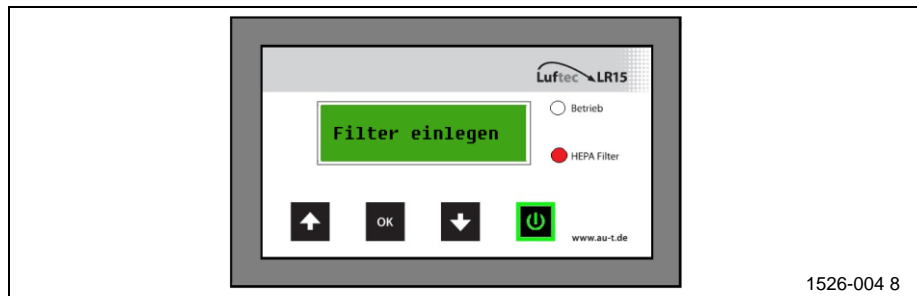 Luftec LR15
Betrieb
Filter einlegen
HEPA Filter
OK
www.au-t.de
1526-004 8